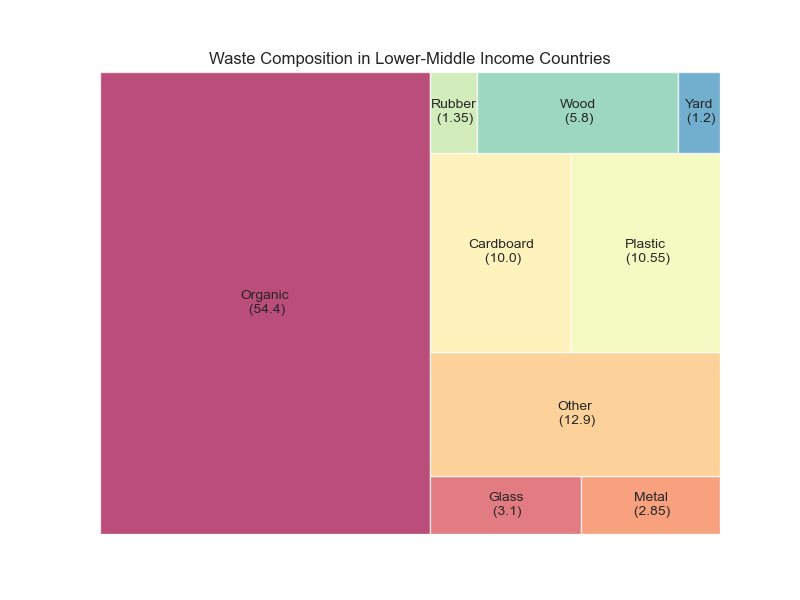 Waste Composition in Lower-Middle Income Countries
Rubber
(1.35)
Wood
(5.8)
Yard
(1.2)
Cardboard
(10.0)
Plastic
(10.55)
Organic
(54.4)
Other
(12.9)
Glass
(3.1)
Metal
(2.85)